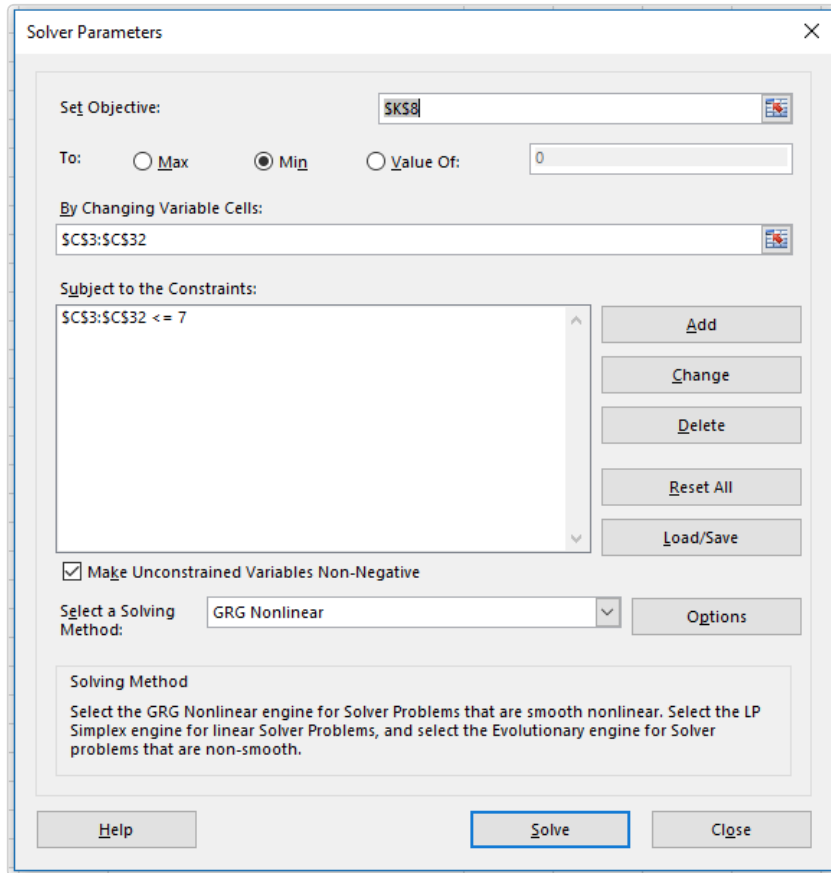 Solver Parameters
Set Objective:
$K$8
To:
Max
Min
Value Of:
0
By Changing Variable Cells:
$C$3:$C$32
Subject to the Constraints:
$C$3:$C$32 <= 7
Add
Change
Delete
Reset All
Load/Save
Make Unconstrained Variables Non-Negative
Select a Solving
Method:
GRG Nonlinear
Options
Solving Method
Select the GRG Nonlinear engine for Solver Problems that are smooth nonlinear. Select the LP
Simplex engine for linear Solver Problems, and select the Evolutionary engine for Solver
problems that are non-smooth.
Help
Solve
Close